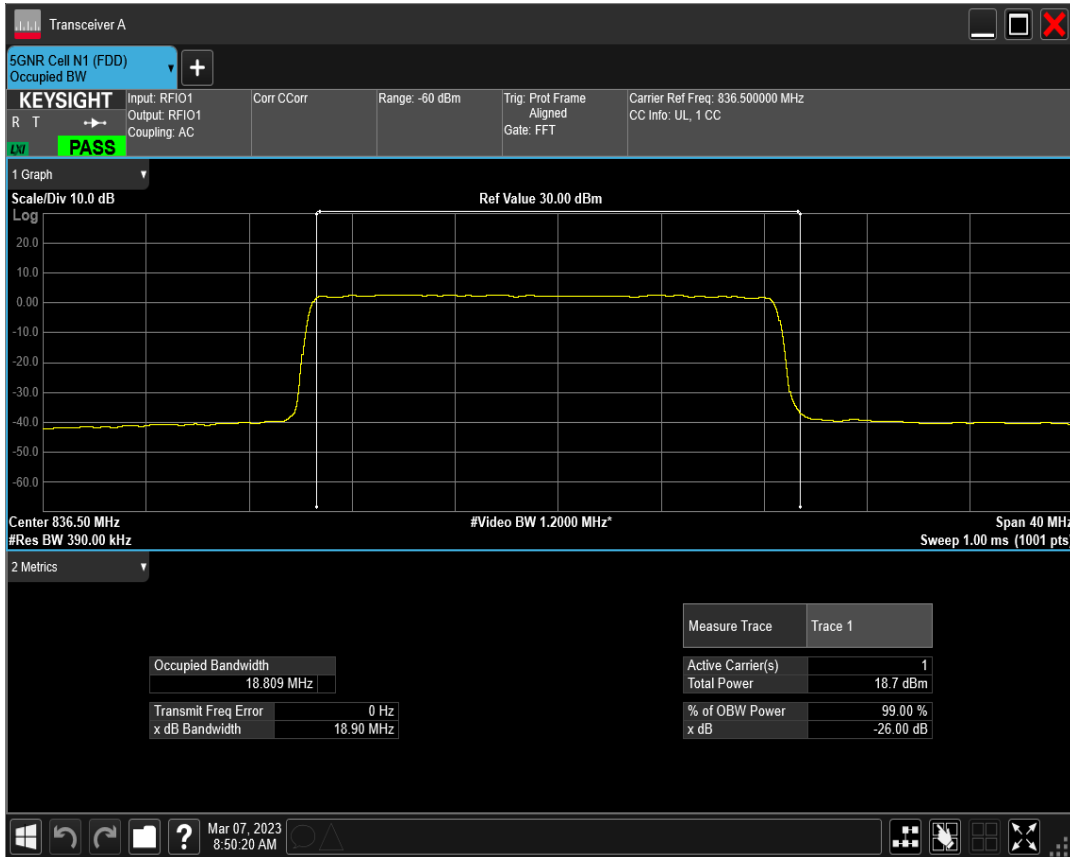 Transceiver A
5GNR Cell N1 (FDD)
Occupied BW
KEYSIGHT
R T
LXI
PASS
Input: RFIO1
Output: RFIO1
Coupling: AC
Corr CCorr
Range: -60 dBm
Trig: Prot Frame
Aligned
Gate: FFT
Carrier Ref Freq: 836.500000 MHz
CC Info: UL, 1 CC
1 Graph
Scale/Div 10.0 dB
Ref Value 30.00 dBm
Log
20.0
10.0
0.00
-10.0
-20.0
-30.0
-40.0
-50.0
-60.0
Center 836.50 MHz
#Video BW 1.2000 MHz*
Span 40 MHz
#Res BW 390.00 kHz
Sweep 1.00 ms (1001 pts)
2 Metrics
Measure Trace Trace 1
Occupied Bandwidth
18.809 MHz
Active Carrier(s) 1
Total Power 18.7 dBm
Transmit Freq Error 0 Hz
x dB Bandwidth 18.90 MHz
% of OBW Power 99.00 %
x dB -26.00 dB
?
Mar 07, 2023
8:50:20 AM